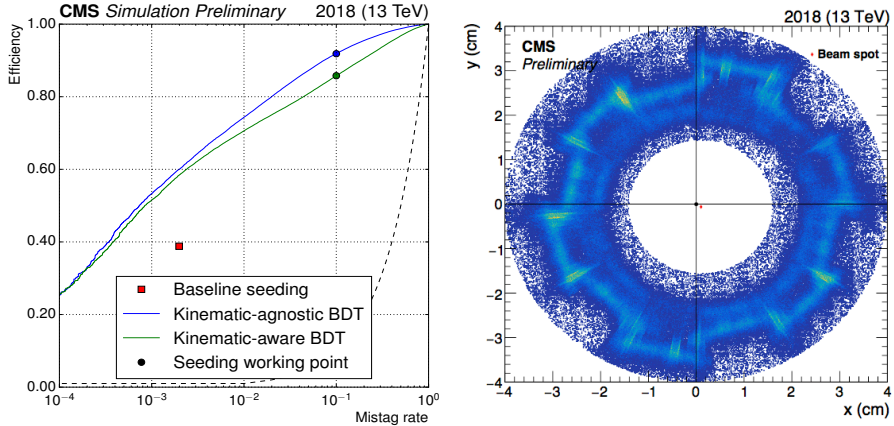 CMS Simulation Preliminary 2018 (13 TeV)
Efficiency
1.00
0.80
0.60
0.40
0.20
0.00
Baseline seeding
Kinematic-agnostic BDT
Kinematic-aware BDT
Seeding working point
10⁻⁴ 10⁻³ 10⁻² 10⁻¹ 10⁰
Mistag rate
2018 (13 TeV)
y (cm)
CMS
Preliminary
Beam spot
4
3
2
1
0
−1
−2
−3
−4
−4 −3 −2 −1 0 1 2 3 4
x (cm)